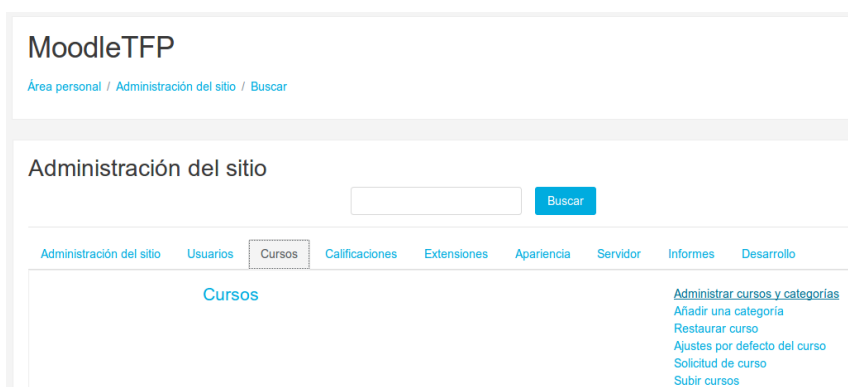 MoodleTFP
Área personal / Administración del sitio / Buscar
Administración del sitio
Buscar
Administración del sitio Usuarios Cursos Calificaciones Extensiones Apariencia Servidor Informes Desarrollo
Cursos
Administrar cursos y categorías
Añadir una categoría
Restaurar curso
Ajustes por defecto del curso
Solicitud de curso
Subir cursos